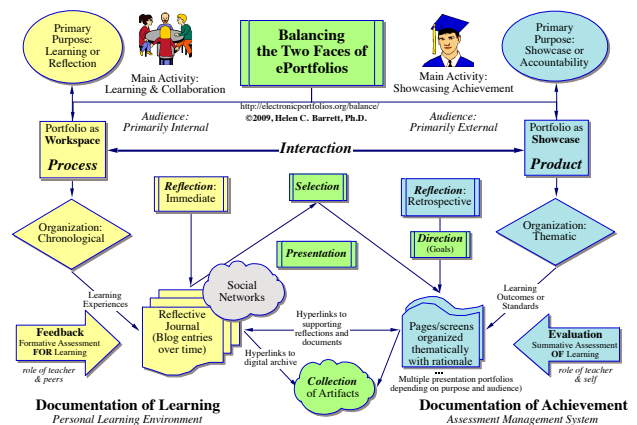 Primary
Purpose:
Learning or
Reflection
Main Activity:
Learning & Collaboration
Balancing
the Two Faces of
ePortfolios
Main Activity:
Showcasing Achievement
Primary
Purpose:
Showcase or
Accountability
Audience:
Primarily Internal
http://electronicportfolios.org/balance/
©2009, Helen C. Barrett, Ph.D.
Audience:
Primarily External
Portfolio as
Workspace
Process
Interaction
Portfolio as
Showcase
Product
Organization:
Chronological
Reflection:
Immediate
Selection
Presentation
Reflection:
Retrospective
Direction
(Goals)
Organization:
Thematic
Learning
Experiences
Social
Networks
Learning
Outcomes or
Standards
Feedback
Formative Assessment
FOR Learning
role of teacher
& peers
Reflective
Journal
(Blog entries
over time)
Hyperlinks to
supporting
reflections and
documents
Hyperlinks to
digital archive
Collection
of Artifacts
Pages/screens
organized
thematically
with rationale
...
Multiple presentation portfolios
depending on purpose and audience)
Evaluation
Summative Assessment
OF Learning
role of teacher
& self
Documentation of Learning
Personal Learning Environment
Documentation of Achievement
Assessment Management System